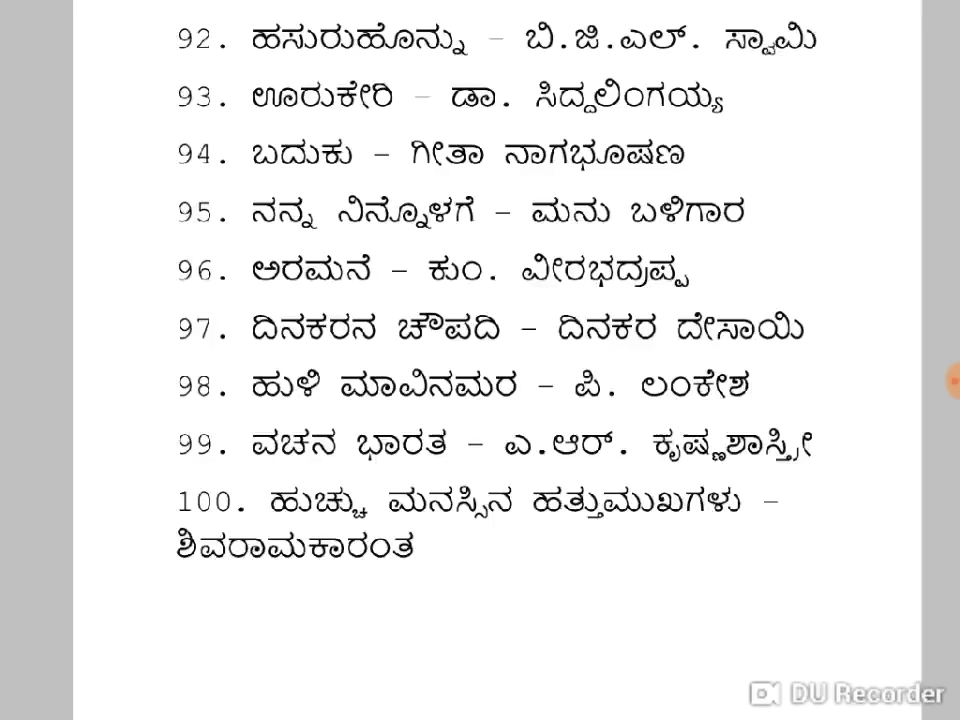 92. ಹಸುರುಹೊನ್ನು - ಬಿ.ಜಿ.ಎಲ್. ಸ್ವಾಮಿ
93. ಊರುಕೇರಿ - ಡಾ. ಸಿದ್ದಲಿಂಗಯ್ಯ
94. ಬದುಕು - ಗೀತಾ ನಾಗಭೂಷಣ
95. ನನ್ನ ನಿನ್ನೊಳಗೆ - ಮನು ಬಳಿಗಾರ
96. ಅರಮನೆ - ಕುಂ. ವೀರಭದ್ರಪ್ಪ
97. ದಿನಕರನ ಚೌಪದಿ - ದಿನಕರ ದೇಸಾಯಿ
98. ಹುಳಿ ಮಾವಿನಮರ - ಪಿ. ಲಂಕೇಶ
99. ವಚನ ಭಾರತ - ಎ.ಆರ್. ಕೃಷ್ಣಶಾಸ್ತ್ರೀ
100. ಹುಚ್ಚು ಮನಸ್ಸಿನ ಹತ್ತುಮುಖಗಳು -
ಶಿವರಾಮಕಾರಂತ
DU Recorder